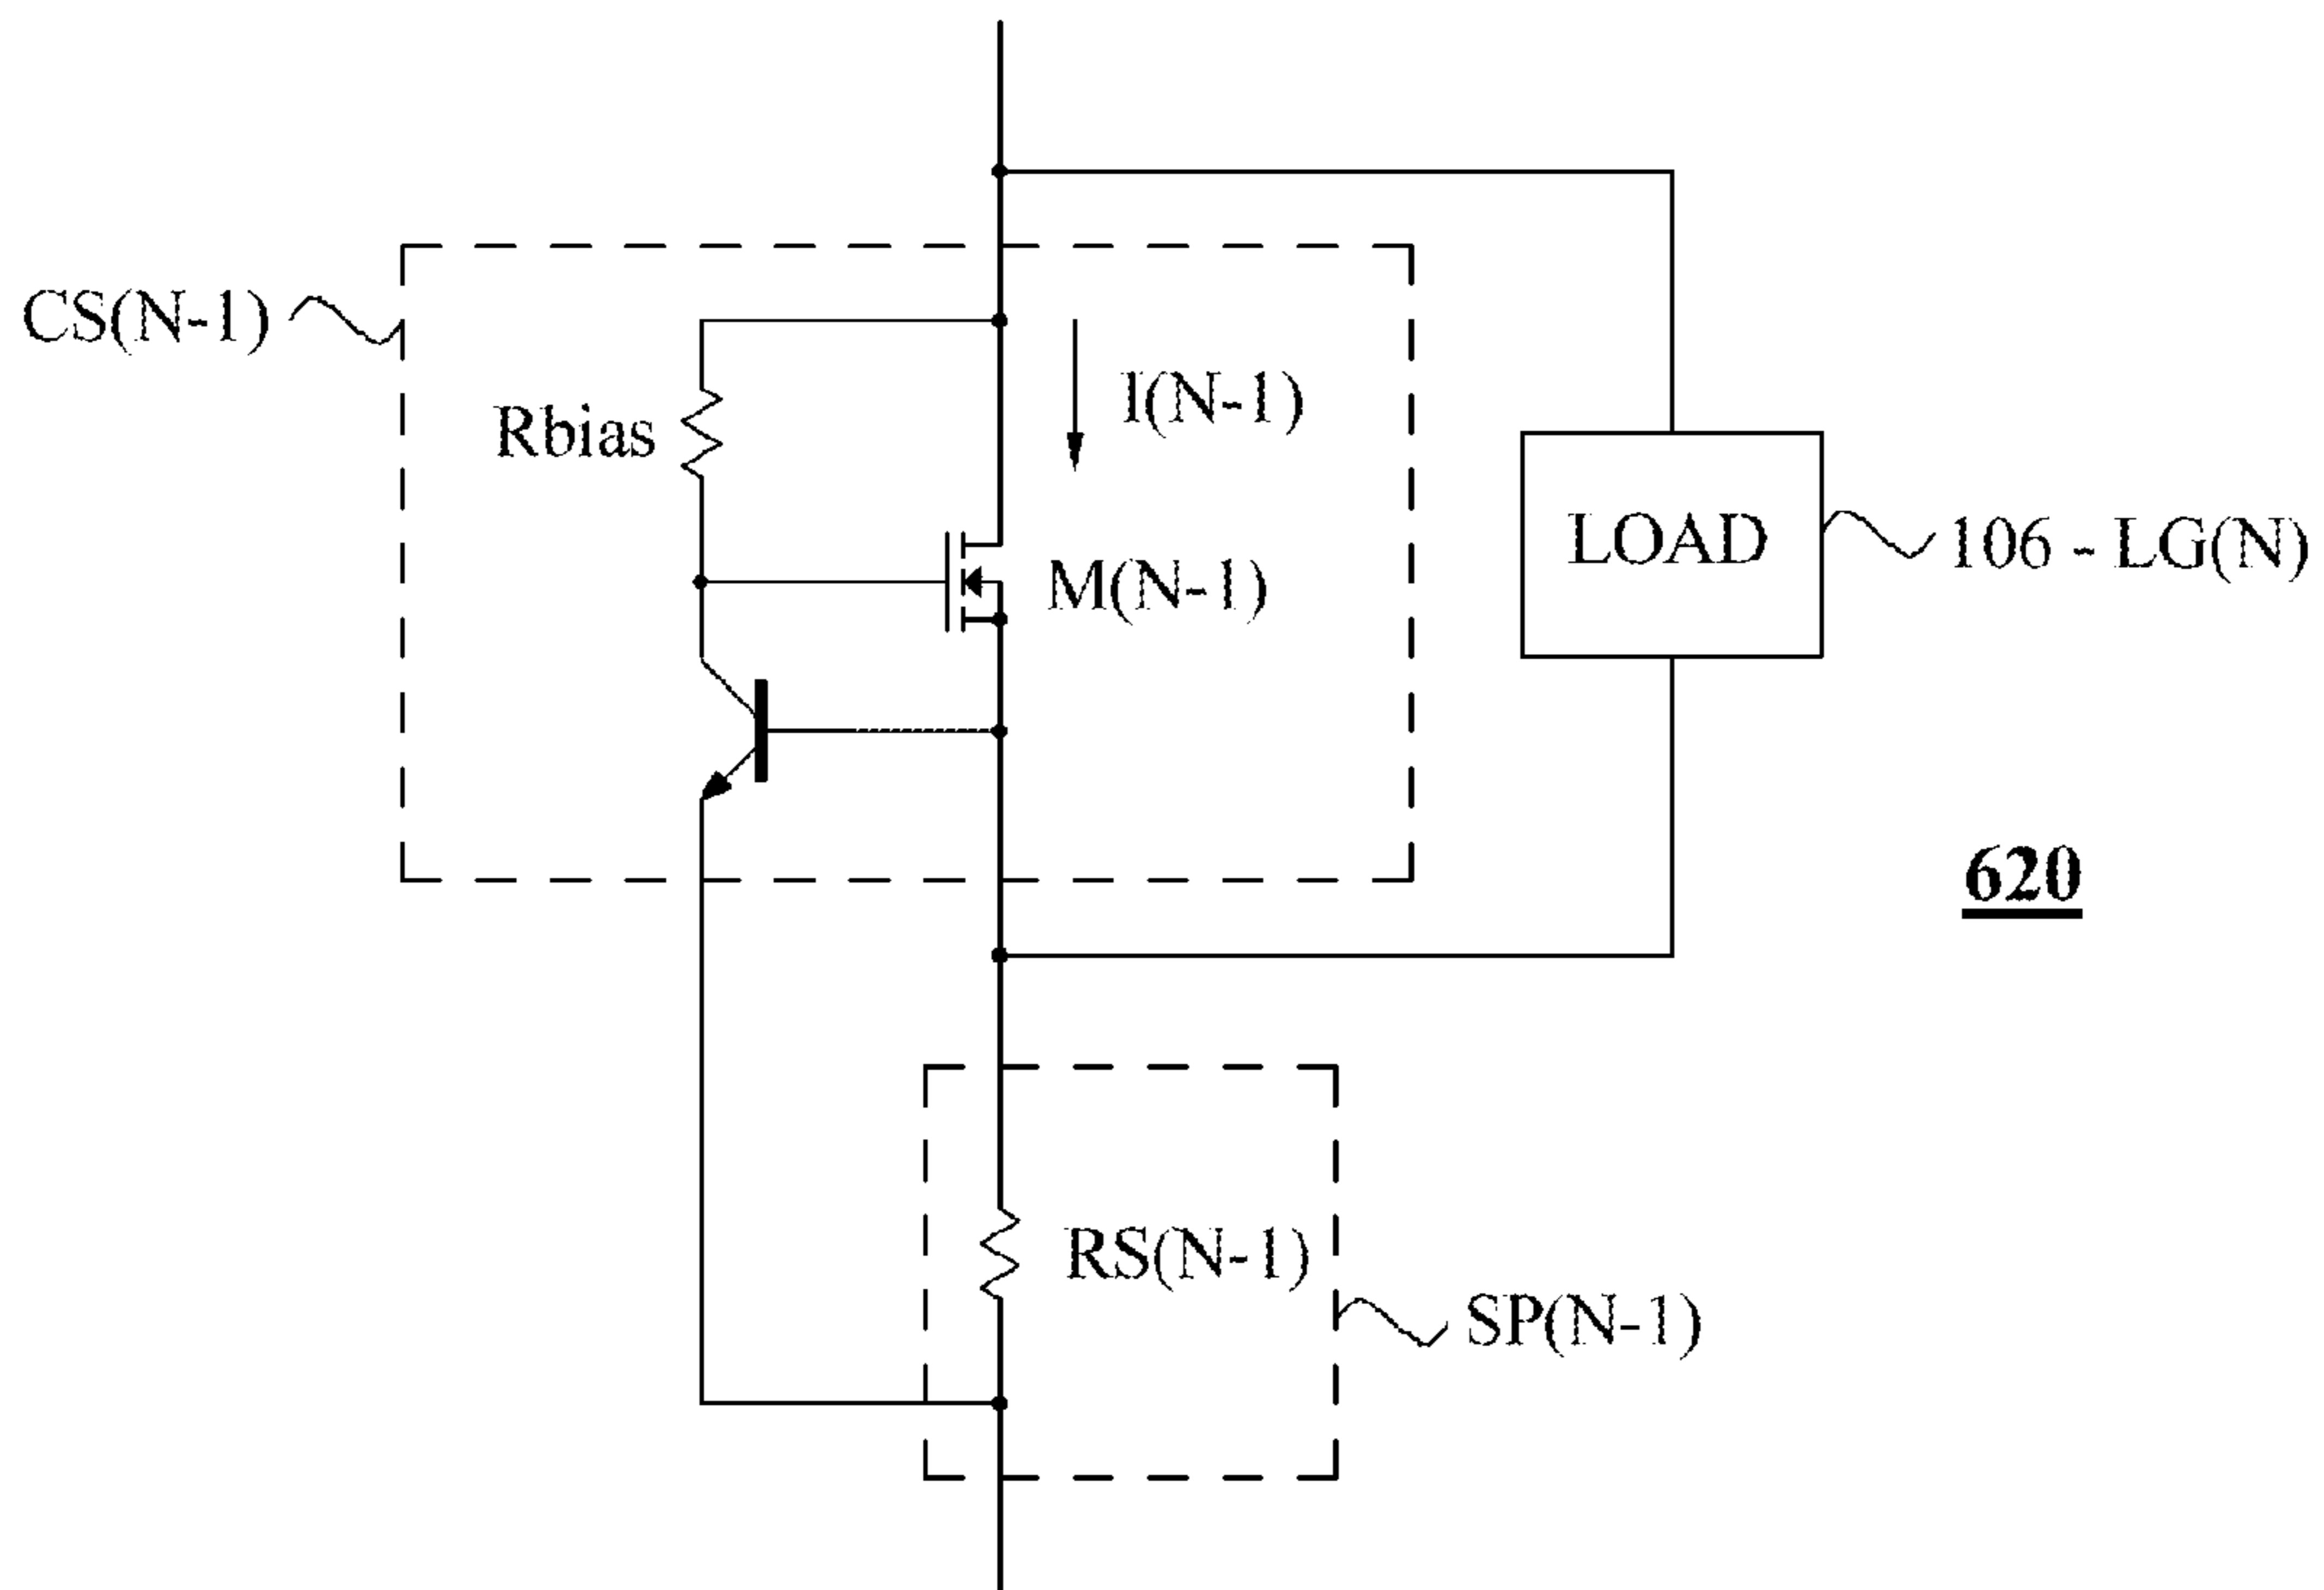 CS(N-1)
I(N-1)
Rbias
LOAD
106 - LG(N)
M(N-1)
620
RS(N-1)
SP(N-1)